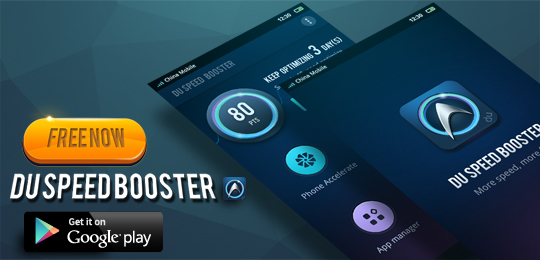 FREE NOW
DU SPEED BOOSTER
Get it on
Google play
China Mobile
12:30
DU SPEED BOOSTER
KEEP OPTIMIZING 3 DAY(S)
80
PTS
Phone Accelerate
App manager
China Mobile
12:30
du
DU SPEED BOOSTER
More speed, more